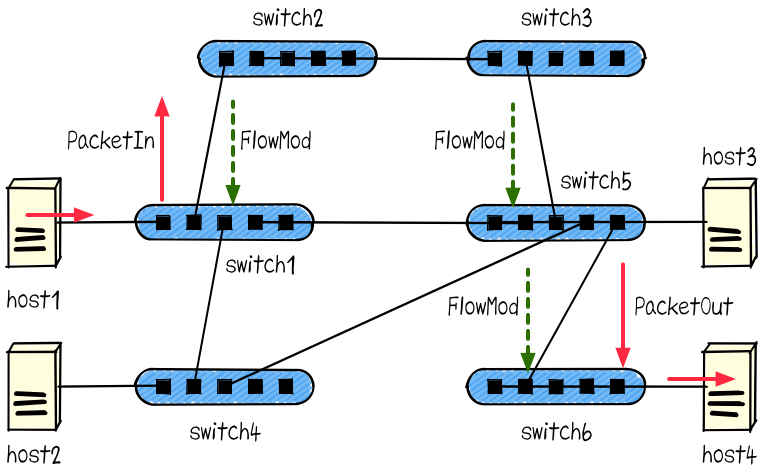 switch2
switch3
PacketIn
FlowMod
FlowMod
host3
switch5
switch1
host1
FlowMod
PacketOut
switch4
switch6
host2
host4